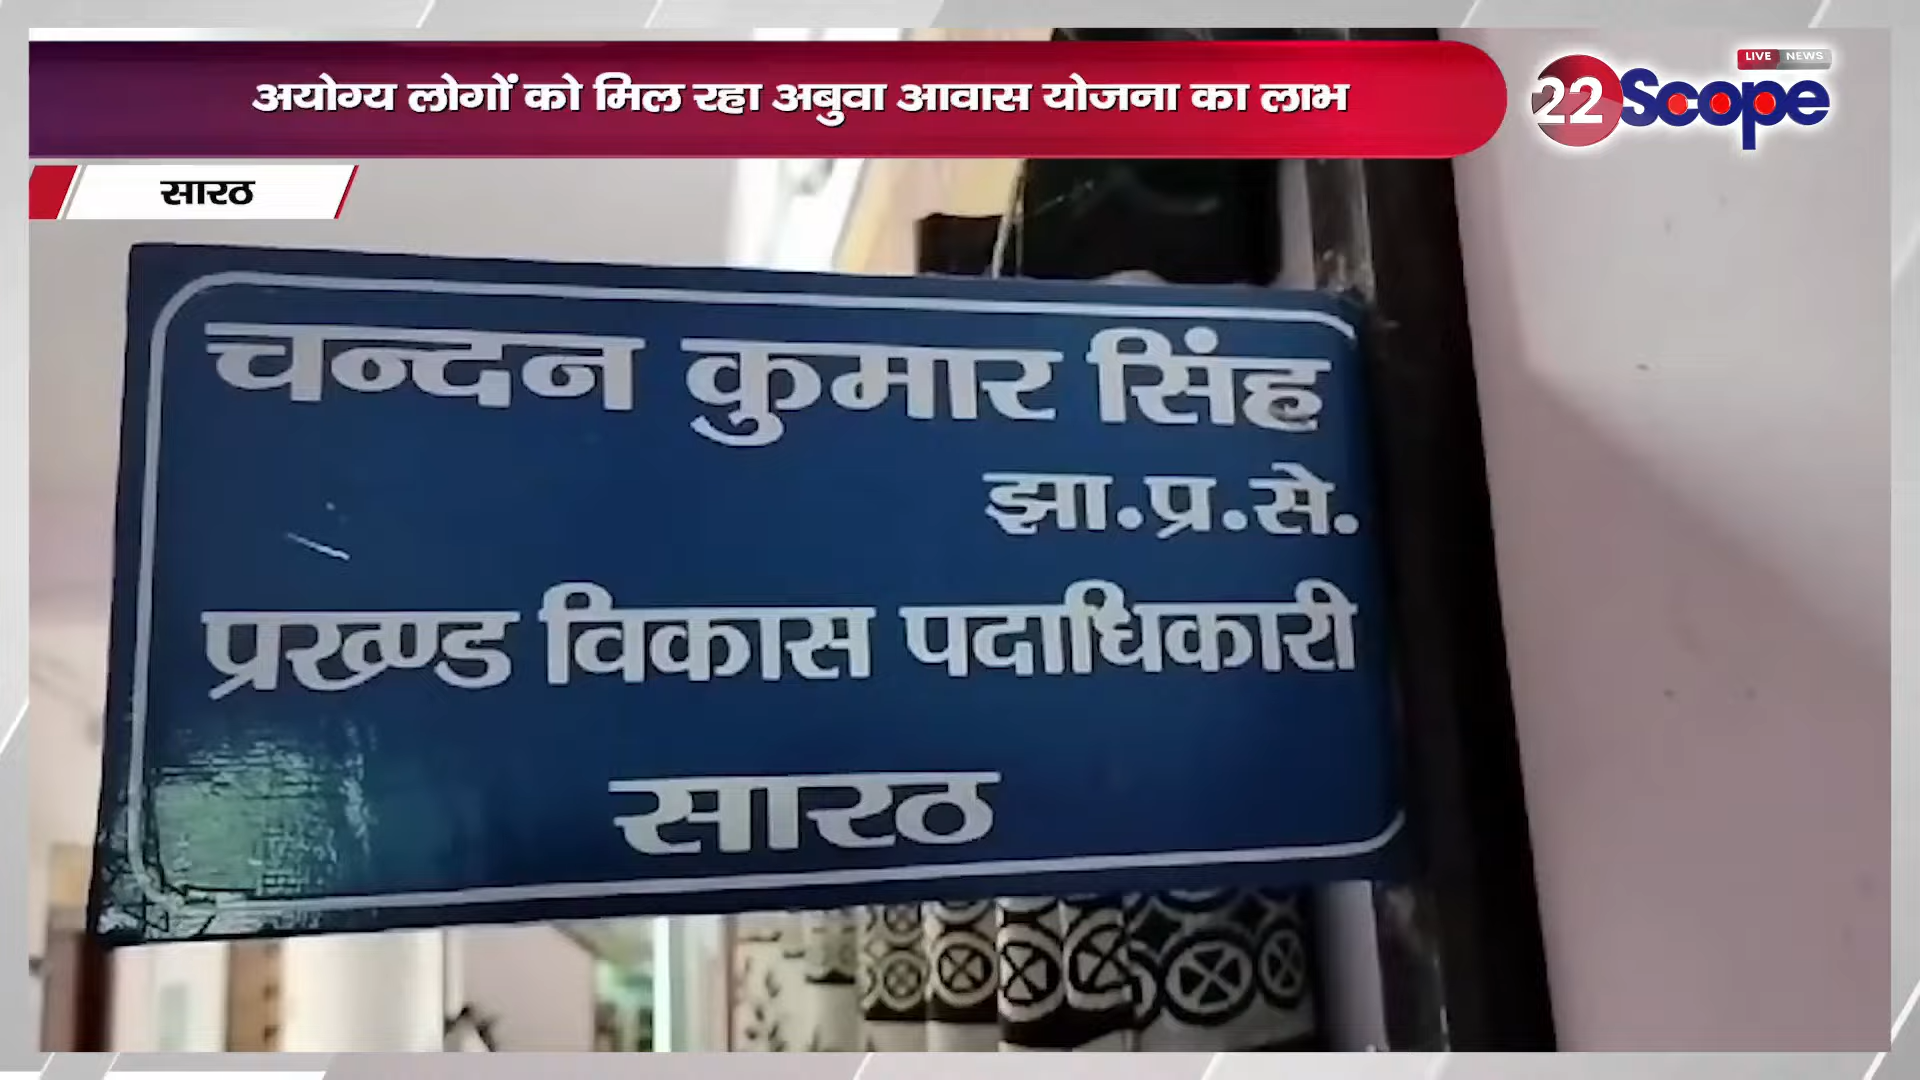 अयोग्य लोगों को मिल रहा अबुवा आवास योजना का लाभ
LIVE NEWS
22Scope
सारठ
चन्दन कुमार सिंह
झा.प्र.से.
प्रखण्ड विकास पदाधिकारी
सारठ